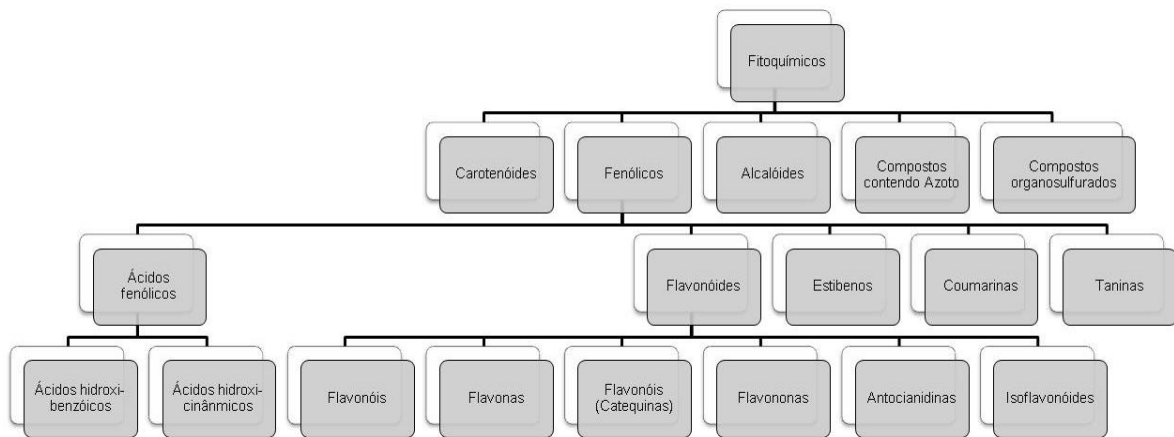 Fitoquímicos
Carotenóides
Fenólicos
Alcalóides
Compostos
contendo Azoto
Compostos
organosulfurados
Ácidos
fenólicos
Flavonóides
Estibenos
Coumarinas
Taninas
Ácidos hidroxi-
benzóicos
Ácidos hidroxi-
cinânmicos
Flavonóis
Flavonas
Flavonóis
(Catequinas)
Flavononas
Antocianidinas
Isoflavonóides